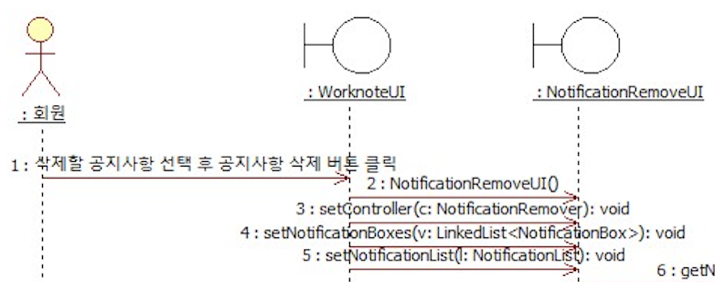 : WorknoteUI
: NotificationRemoveUI
: 회원
1 : 삭제할 공지사항 선택 후 공지사항 삭제 버튼 클릭
2 : NotificationRemoveUI()
3 : setController(c: NotificationRemover): void
4 : setNotificationBoxes(v: LinkedList<NotificationBox>): void
5 : setNotificationList(l: NotificationList): void
6 : getN